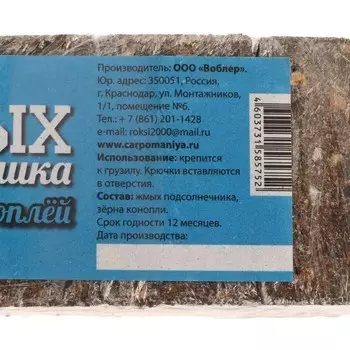 ЫХ
шка
оплёй
Производитель: ООО «Воблер».
Юр. адрес: 350051, Россия,
г. Краснодар, ул. Монтажников,
1/1, помещение №6.
Тел.: + 7 (861) 201-1428
e-mail: roksi2000@mail.ru
www.carpomaniya.ru
Использование: крепится
к грузилу. Крючки вставляются
в отверстия.
Состав: жмых подсолнечника,
зёрна конопли.
Срок годности 12 месяцев.
Дата производства:
4603731585752